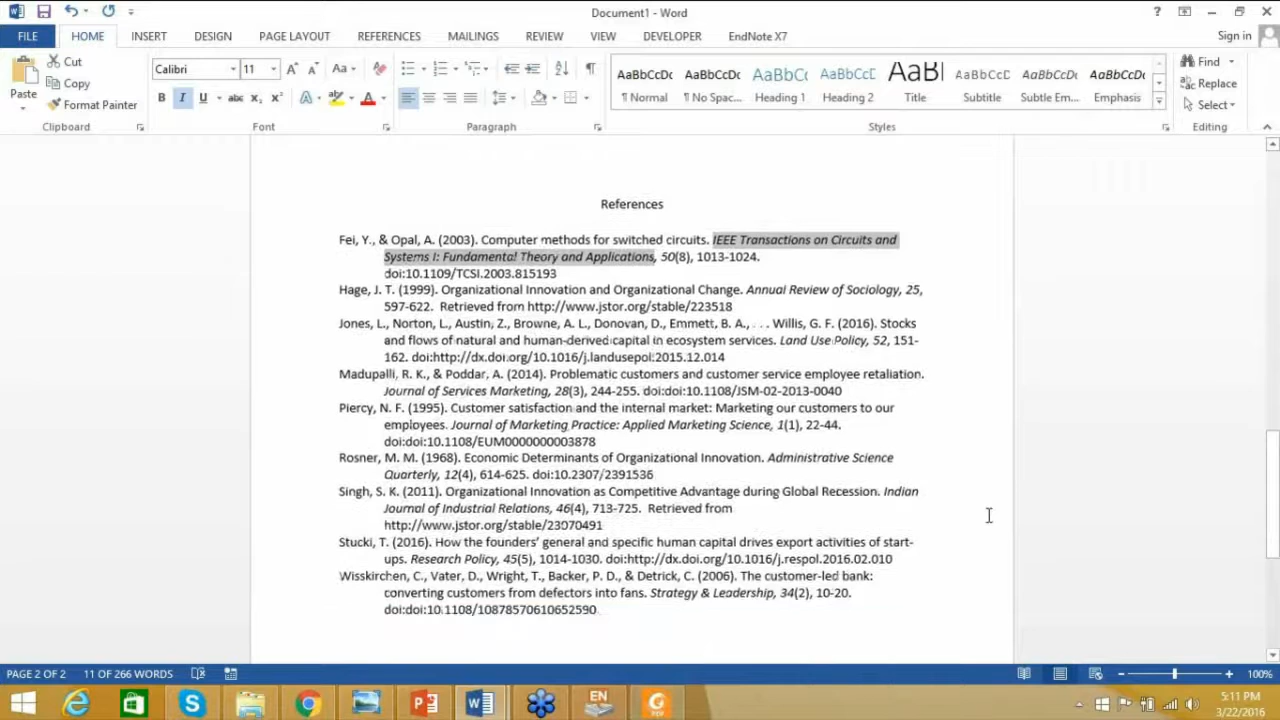 Document1 - Word
Sign in
FILE HOME INSERT DESIGN PAGE LAYOUT REFERENCES MAILINGS REVIEW VIEW DEVELOPER EndNote X7
Paste
Cut
Copy
Format Painter
Clipboard
Calibri 11
Font
Paragraph
AaBbCcDc AaBbCcDc AaBbCc AaBbCcD AaBl AaBbCcD AaBbCcDc AaBbCcDc
¶ Normal ¶ No Spac... Heading 1 Heading 2 Title Subtitle Subtle Em... Emphasis
Styles
Find
Replace
Select
Editing
References
Fei, Y., & Opal, A. (2003). Computer methods for switched circuits. IEEE Transactions on Circuits and
Systems I: Fundamental Theory and Applications, 50(8), 1013-1024.
doi:10.1109/TCSI.2003.815193
Hage, J. T. (1999). Organizational Innovation and Organizational Change. Annual Review of Sociology, 25,
597-622.  Retrieved from http://www.jstor.org/stable/223518
Jones, L., Norton, L., Austin, Z., Browne, A. L., Donovan, D., Emmett, B. A., . . . Willis, G. F. (2016). Stocks
and flows of natural and human-derived capital in ecosystem services. Land Use Policy, 52, 151-
162. doi:http://dx.doi.org/10.1016/j.landusepol.2015.12.014
Madupalli, R. K., & Poddar, A. (2014). Problematic customers and customer service employee retaliation.
Journal of Services Marketing, 28(3), 244-255. doi:doi:10.1108/JSM-02-2013-0040
Piercy, N. F. (1995). Customer satisfaction and the internal market: Marketing our customers to our
employees. Journal of Marketing Practice: Applied Marketing Science, 1(1), 22-44.
doi:doi:10.1108/EUM0000000003878
Rosner, M. M. (1968). Economic Determinants of Organizational Innovation. Administrative Science
Quarterly, 12(4), 614-625. doi:10.2307/2391536
Singh, S. K. (2011). Organizational Innovation as Competitive Advantage during Global Recession. Indian
Journal of Industrial Relations, 46(4), 713-725.  Retrieved from
http://www.jstor.org/stable/23070491
Stucki, T. (2016). How the founders' general and specific human capital drives export activities of start-
ups. Research Policy, 45(5), 1014-1030. doi:http://dx.doi.org/10.1016/j.respol.2016.02.010
Wisskirchen, C., Vater, D., Wright, T., Backer, P. D., & Detrick, C. (2006). The customer-led bank:
converting customers from defectors into fans. Strategy & Leadership, 34(2), 10-20.
doi:doi:10.1108/10878570610652590
PAGE 2 OF 2 11 OF 266 WORDS 100%
EN
5:11 PM
3/22/2016